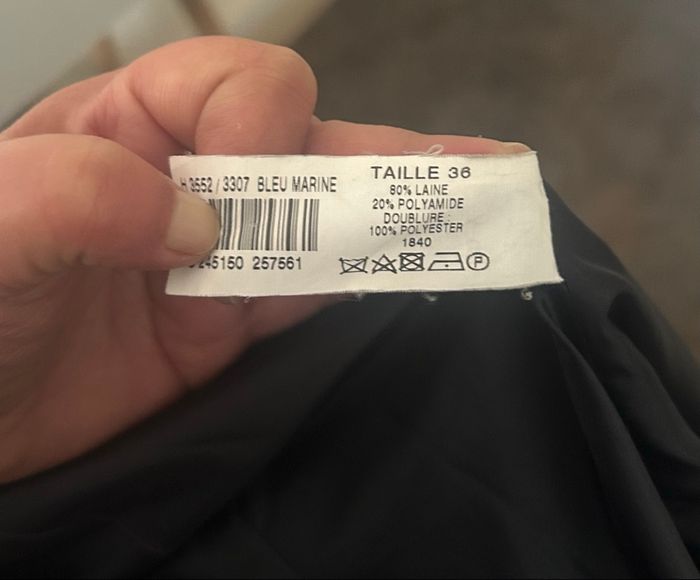 H 3552 / 3307 BLEU MARINE
245150 257561
TAILLE 36
80% LAINE
20% POLYAMIDE
DOUBLURE :
100% POLYESTER
1840
P